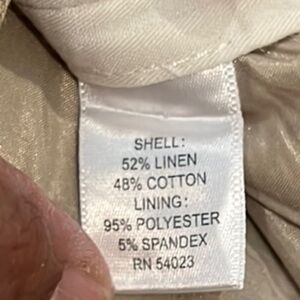 SHELL:
52% LINEN
48% COTTON
LINING:
95% POLYESTER
5% SPANDEX
RN 54023